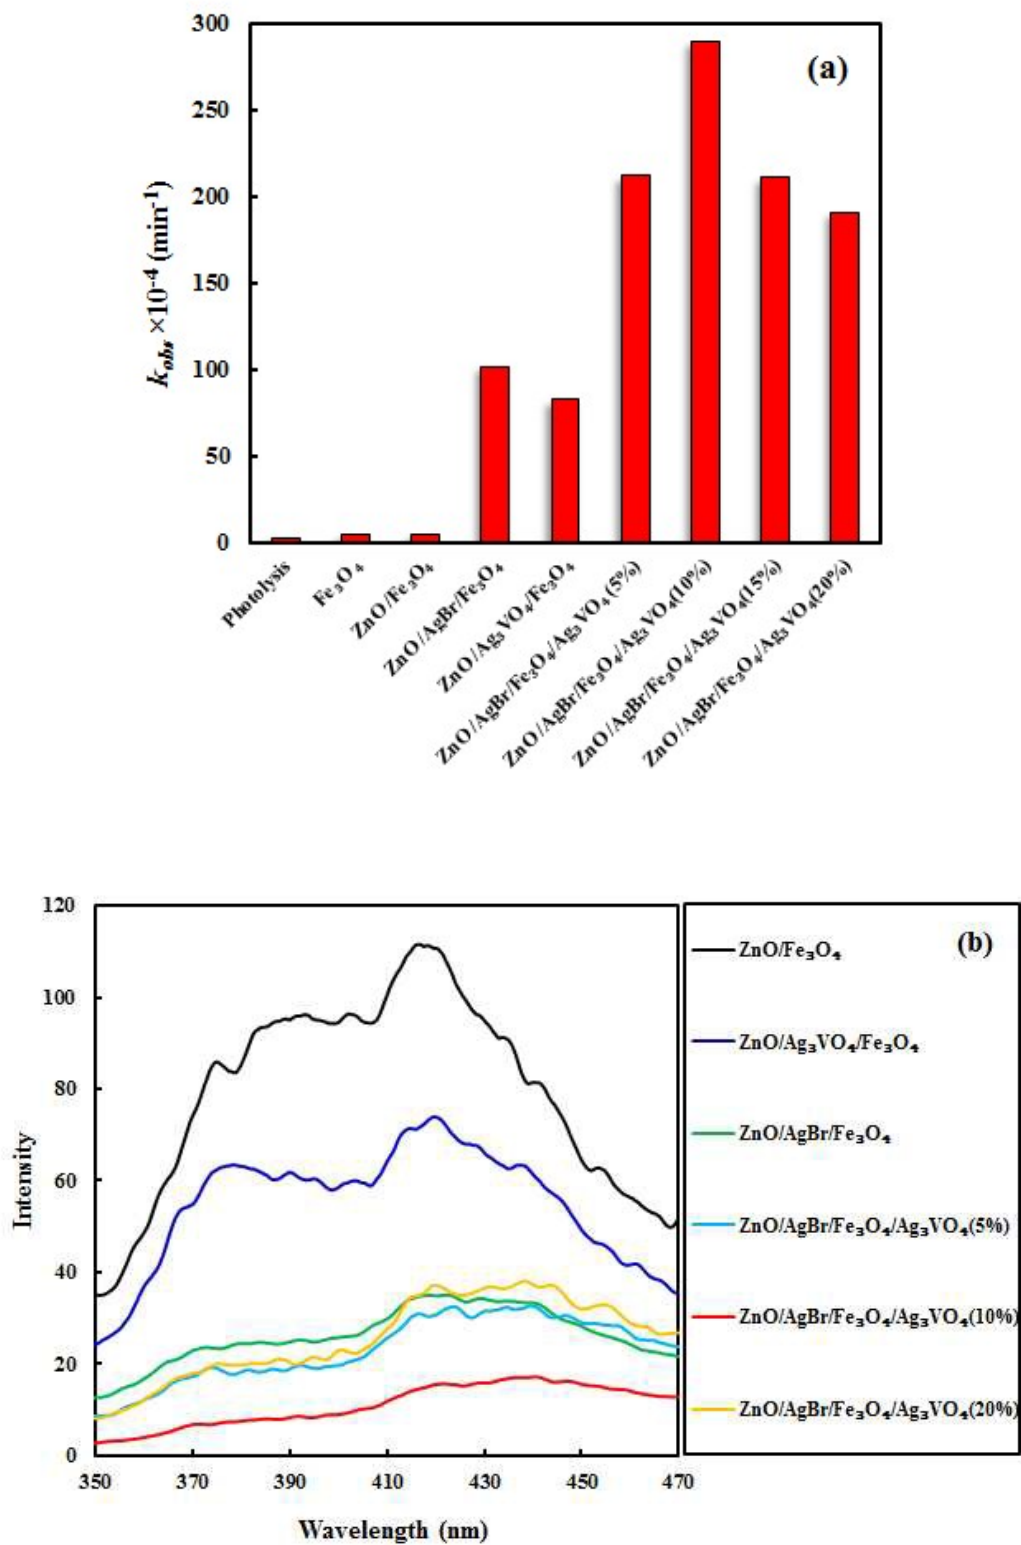 300
(a)
250
200
150
100
50
0
k_obs ×10⁻⁴ (min⁻¹)
Photolysis
Fe₃O₄
ZnO/Fe₃O₄
ZnO/AgBr/Fe₃O₄
ZnO/Ag₃VO₄/Fe₃O₄
ZnO/AgBr/Fe₃O₄/Ag₃VO₄(5%)
ZnO/AgBr/Fe₃O₄/Ag₃VO₄(10%)
ZnO/AgBr/Fe₃O₄/Ag₃VO₄(15%)
ZnO/AgBr/Fe₃O₄/Ag₃VO₄(20%)
120
100
80
60
40
20
0
Intensity
350 370 390 410 430 450 470
Wavelength (nm)
(b)
ZnO/Fe₃O₄
ZnO/Ag₃VO₄/Fe₃O₄
ZnO/AgBr/Fe₃O₄
ZnO/AgBr/Fe₃O₄/Ag₃VO₄(5%)
ZnO/AgBr/Fe₃O₄/Ag₃VO₄(10%)
ZnO/AgBr/Fe₃O₄/Ag₃VO₄(20%)